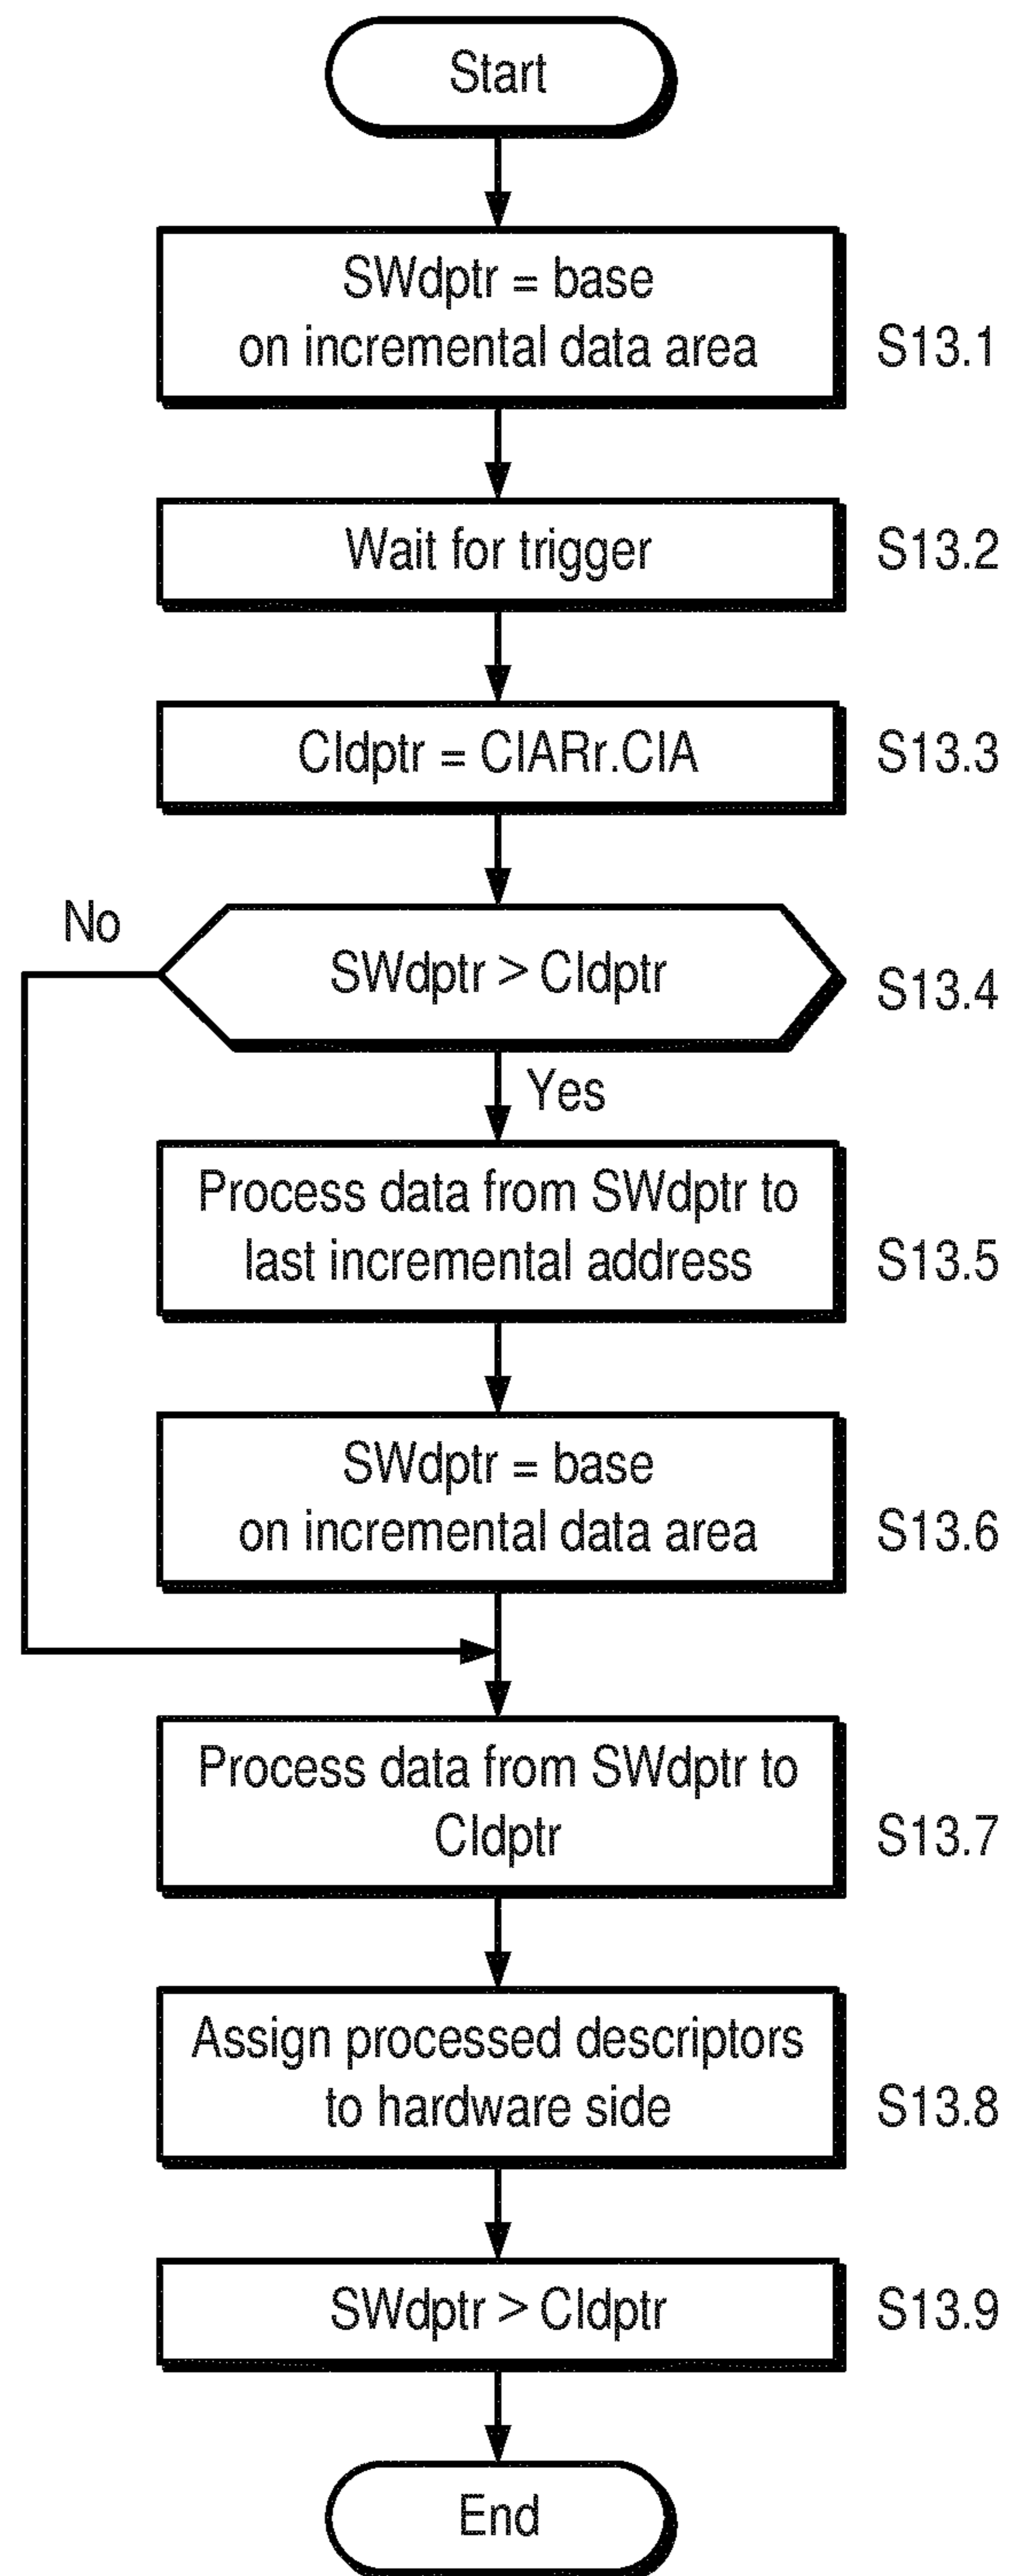 Start
SWdptr = base
on incremental data area
S13.1
Wait for trigger
S13.2
CIdptr = CIARr.CIA
S13.3
No
SWdptr > CIdptr
S13.4
Yes
Process data from SWdptr to
last incremental address
S13.5
SWdptr = base
on incremental data area
S13.6
Process data from SWdptr to
CIdptr
S13.7
Assign processed descriptors
to hardware side
S13.8
SWdptr > CIdptr
S13.9
End